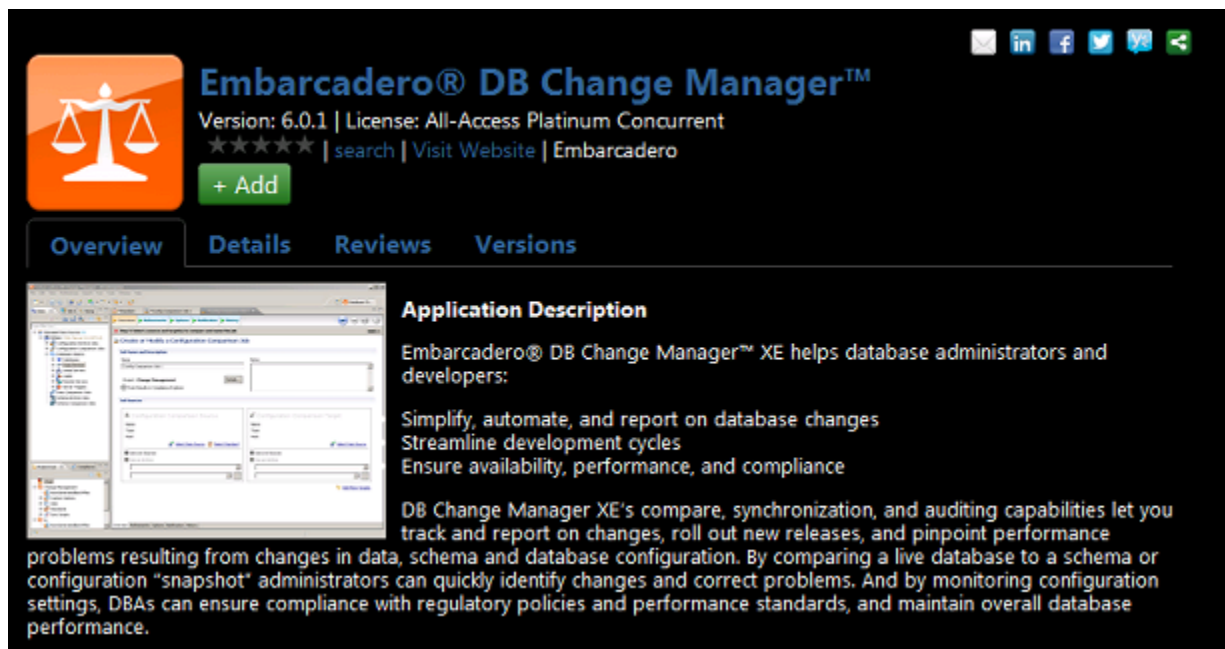 Embarcadero® DB Change Manager™
Version: 6.0.1 | License: All-Access Platinum Concurrent
| search | Visit Website | Embarcadero
+ Add
Overview Details Reviews Versions
Application Description
Embarcadero® DB Change Manager™ XE helps database administrators and
developers:
Simplify, automate, and report on database changes
Streamline development cycles
Ensure availability, performance, and compliance
DB Change Manager XE's compare, synchronization, and auditing capabilities let you
track and report on changes, roll out new releases, and pinpoint performance
problems resulting from changes in data, schema and database configuration. By comparing a live database to a schema or
configuration "snapshot" administrators can quickly identify changes and correct problems. And by monitoring configuration
settings, DBAs can ensure compliance with regulatory policies and performance standards, and maintain overall database
performance.